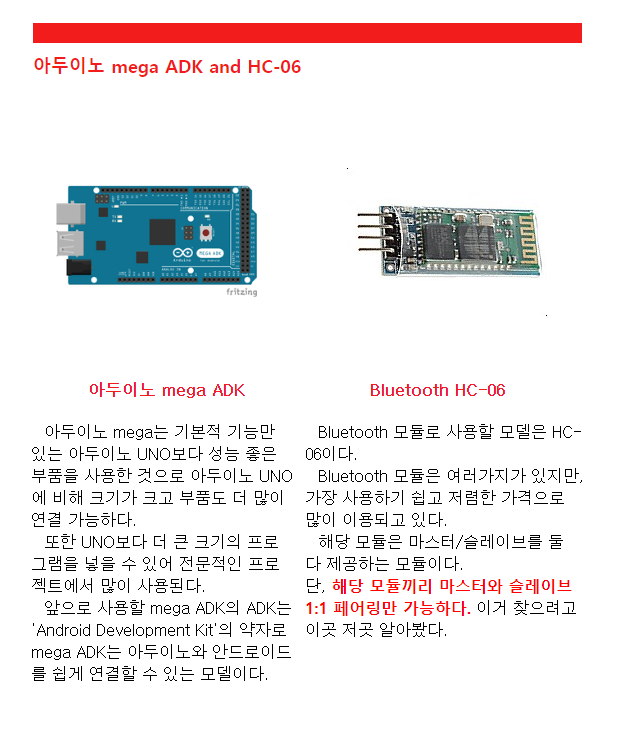 아두이노 mega ADK and HC-06
MEGA ADK
fritzing
아두이노 mega ADK
아두이노 mega는 기본적 기능만
있는 아두이노 UNO보다 성능 좋은
부품을 사용한 것으로 아두이노 UNO
에 비해 크기가 크고 부품도 더 많이
연결 가능하다.
또한 UNO보다 더 큰 크기의 프로
그램을 넣을 수 있어 전문적인 프로
젝트에서 많이 사용된다.
앞으로 사용할 mega ADK의 ADK는
'Android Development Kit'의 약자로
mega ADK는 아두이노와 안드로이드
를 쉽게 연결할 수 있는 모델이다.
Bluetooth HC-06
Bluetooth 모듈로 사용할 모델은 HC-
06이다.
Bluetooth 모듈은 여러가지가 있지만,
가장 사용하기 쉽고 저렴한 가격으로
많이 이용되고 있다.
해당 모듈은 마스터/슬레이브를 둘
다 제공하는 모듈이다.
단, 해당 모듈끼리 마스터와 슬레이브
1:1 페어링만 가능하다. 이거 찾으려고
이곳 저곳 알아봤다.